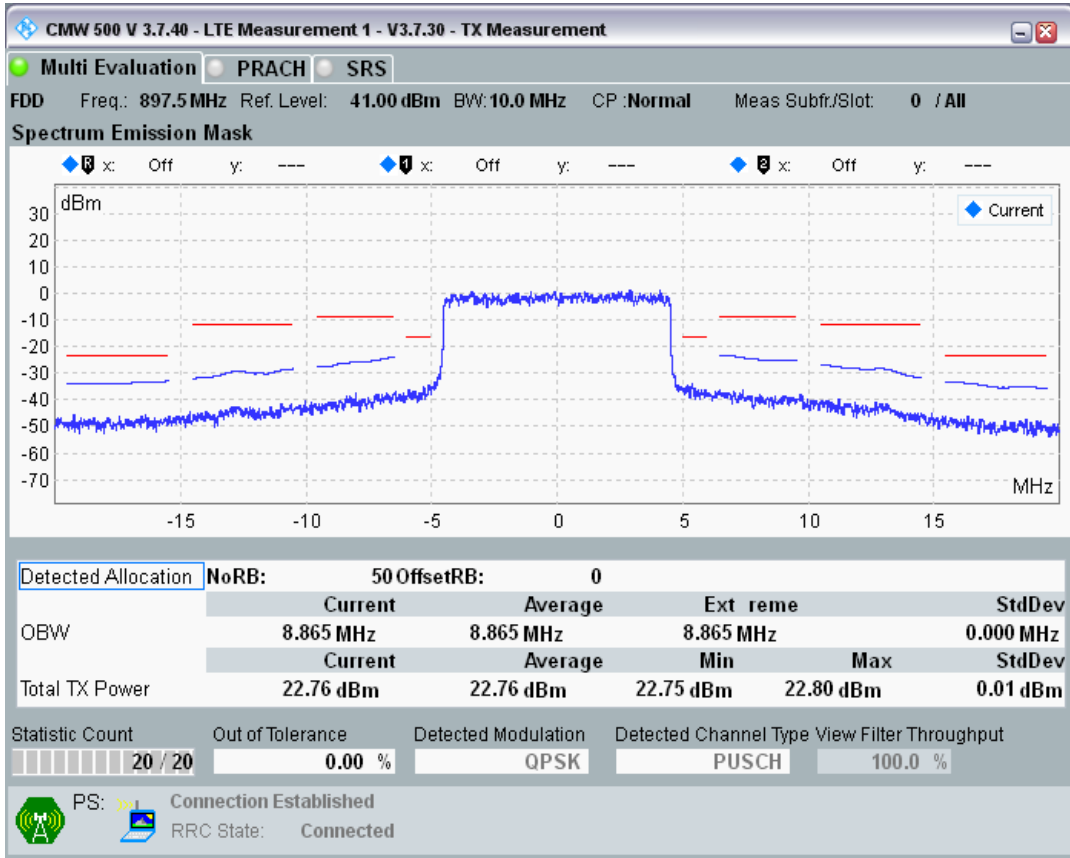 CMW 500 V 3.7.40 - LTE Measurement 1 - V3.7.30 - TX Measurement
Multi Evaluation PRACH SRS
FDD Freq.: 897.5 MHz Ref. Level: 41.00 dBm BW: 10.0 MHz CP :Normal Meas Subfr./Slot: 0 / All
Spectrum Emission Mask
R x: Off y: --- 1 x: Off y: --- 2 x: Off y: ---
dBm
Current
30
20
10
0
-10
-20
-30
-40
-50
-60
-70
MHz
-15 -10 -5 0 5 10 15
Detected Allocation NoRB: 50 OffsetRB: 0
Current Average Ext reme StdDev
OBW 8.865 MHz 8.865 MHz 8.865 MHz 0.000 MHz
Current Average Min Max StdDev
Total TX Power 22.76 dBm 22.76 dBm 22.75 dBm 22.80 dBm 0.01 dBm
Statistic Count Out of Tolerance Detected Modulation Detected Channel Type View Filter Throughput
20 / 20 0.00 % QPSK PUSCH 100.0 %
PS: Connection Established
RRC State: Connected